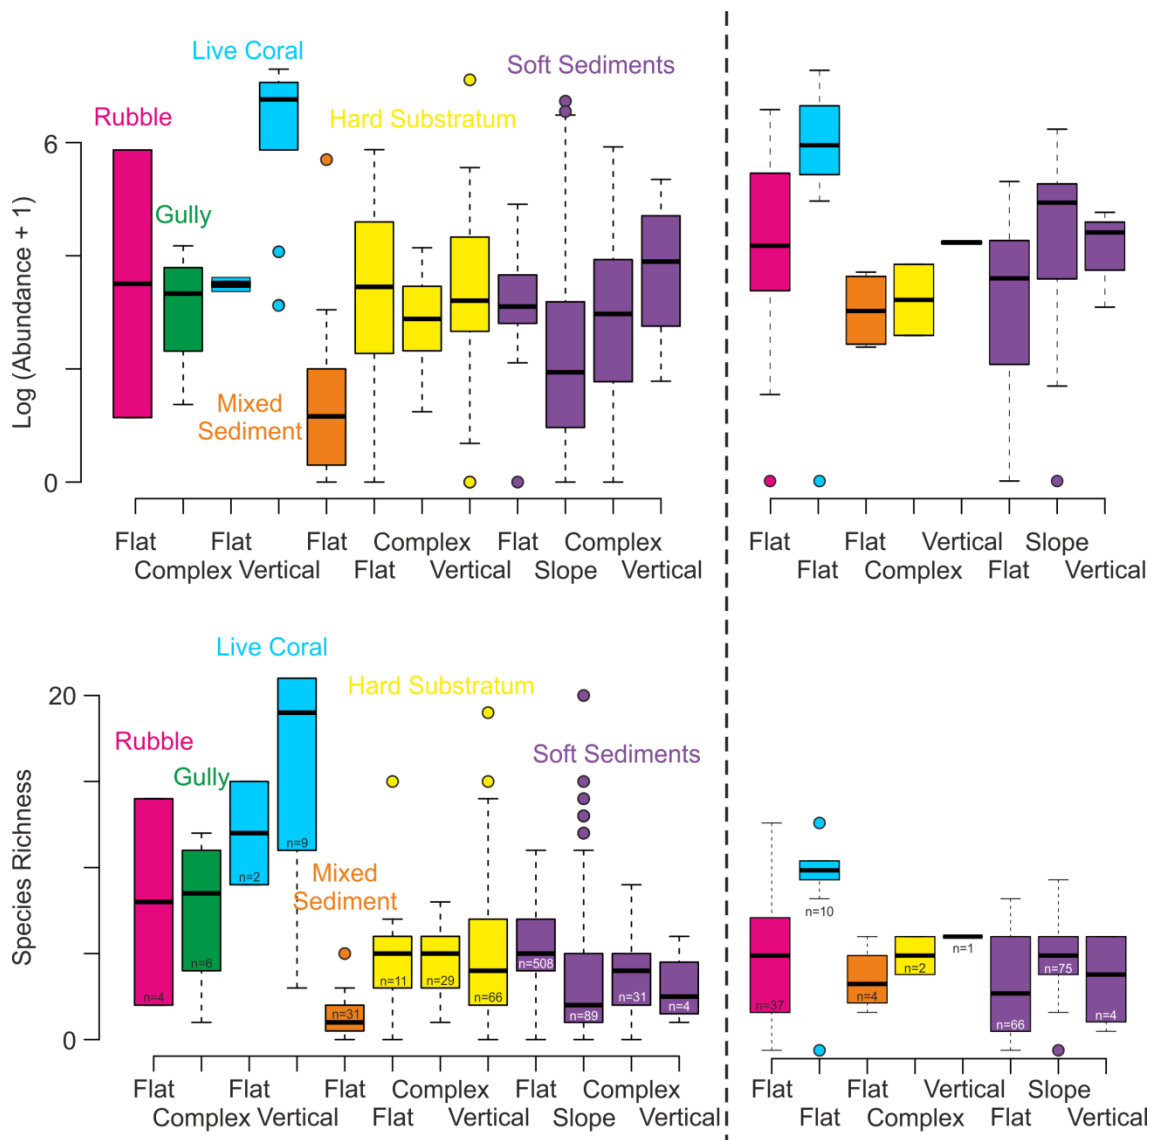 Live Coral
Soft Sediments
Rubble
Hard Substratum
6
Gully
Log (Abundance + 1)
Mixed
Sediment
0
Flat Flat Flat Complex Flat Complex
Complex Vertical Flat Vertical Slope Vertical
Flat Flat Vertical Slope
Flat Complex Flat Vertical
Live Coral
Hard Substratum
20
Rubble
Soft Sediments
Gully
Species Richness
Mixed
Sediment
n=4
n=6
n=2
n=9
n=31
n=11
n=29
n=66
n=508
n=89
n=31
n=4
n=37
n=10
n=4
n=2
n=1
n=66
n=75
n=4
0
Flat Flat Flat Complex Flat Complex
Complex Vertical Flat Vertical Slope Vertical
Flat Flat Vertical Slope
Flat Complex Flat Vertical